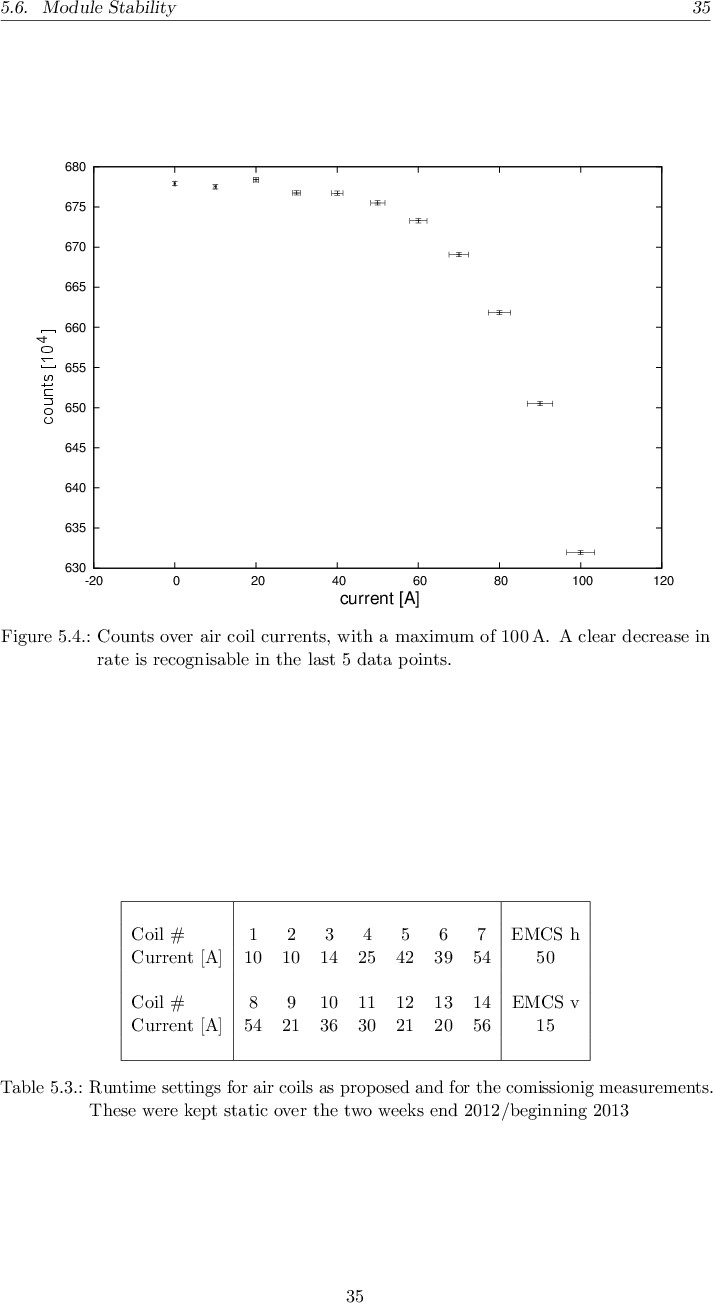 5.6. Module Stability 35
680
675
670
665
660
655
650
645
640
635
630
counts [10^4]
-20 0 20 40 60 80 100 120
current [A]
Figure 5.4.: Counts over air coil currents, with a maximum of 100 A. A clear decrease in
rate is recognisable in the last 5 data points.
Coil # 1 2 3 4 5 6 7 EMCS h
Current [A] 10 10 14 25 42 39 54 50
Coil # 8 9 10 11 12 13 14 EMCS v
Current [A] 54 21 36 30 21 20 56 15
Table 5.3.: Runtime settings for air coils as proposed and for the comissionig measurements.
These were kept static over the two weeks end 2012/beginning 2013
35